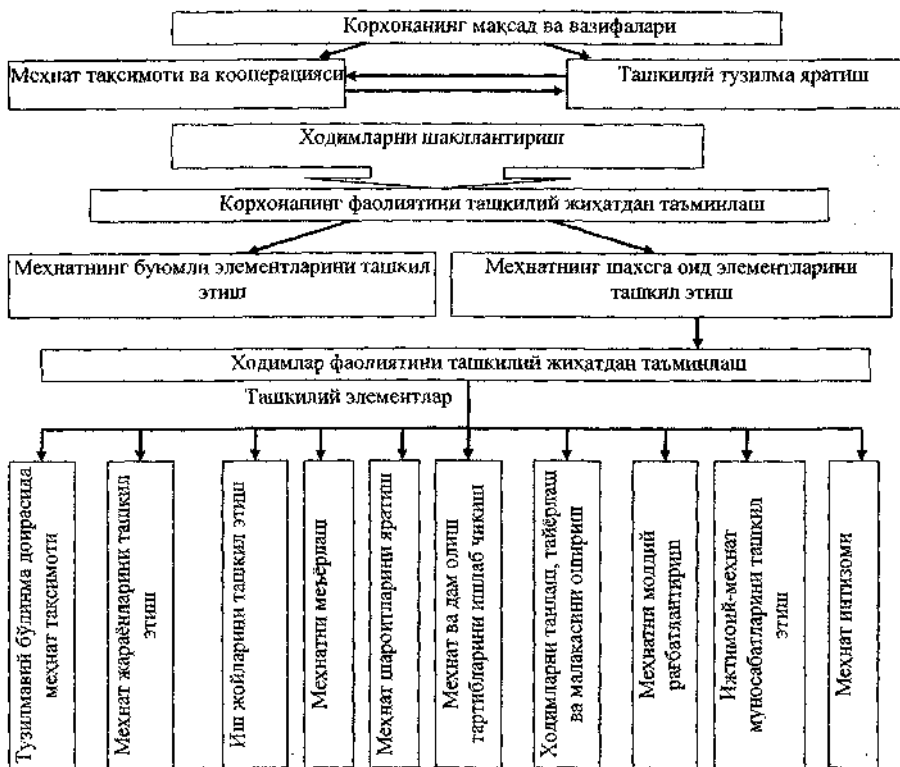 Корхонанинг мақсад ва вазифалари
Меҳнат тақсимоти ва кооперацияси
Ташкилий тузилма яратиш
Ходимларни шакллантириш
Корхонанинг фаолиятини ташкилий жиҳатдан таъминлаш
Меҳнатнинг буюмли элементларини ташкил
этиш
Меҳнатнинг шахсга оид элементларини
ташкил этиш
Ходимлар фаолиятини ташкилий жиҳатдан таъминлаш
Ташкилий элементлар
Тузилмавий бўлинма доирасида
меҳнат тақсимоти
Меҳнат жараёнларини ташкил
этиш
Иш жойларини ташкил этиш
Меҳнатни меъёрлаш
Меҳнат шароитларини яратиш
Меҳнат ва дам олиш
тартибларини ишлаб чикиш
Ходимларни танлаш, тайёрлаш
ва малакасини ошириш
Меҳнатни моддий
рағбатлантириш
Ижтимоий-меҳнат
муносабатларини ташкил
этиш
Меҳнат интизоми